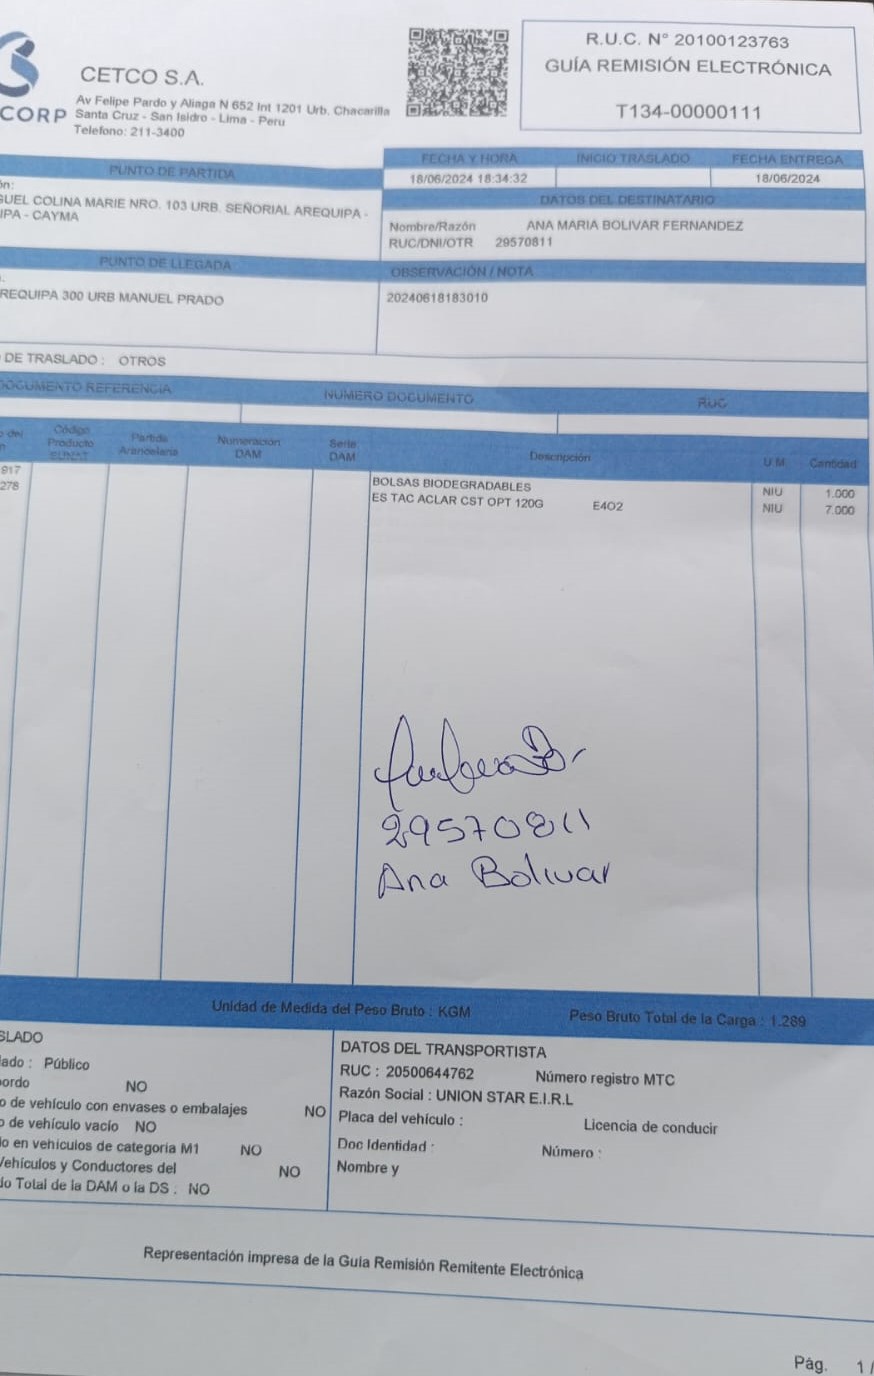 CORP
CETCO S.A.
Av Felipe Pardo y Aliaga N 652 Int 1201 Urb. Chacarilla
Santa Cruz - San Isidro - Lima - Peru
Telefono: 211-3400
R.U.C. N° 20100123763
GUÍA REMISIÓN ELECTRÓNICA
T134-00000111
PUNTO DE PARTIDA
ón:
GUEL COLINA MARIE NRO. 103 URB. SEÑORIAL AREQUIPA -
IPA - CAYMA
FECHA Y HORA INICIO TRASLADO FECHA ENTREGA
18/06/2024 18:34:32 18/06/2024
DATOS DEL DESTINATARIO
Nombre/Razón ANA MARIA BOLIVAR FERNANDEZ
RUC/DNI/OTR 29570811
PUNTO DE LLEGADA
REQUIPA 300 URB MANUEL PRADO
OBSERVACIÓN / NOTA
20240618183010
DE TRASLADO : OTROS
DOCUMENTO REFERENCIA NUMERO DOCUMENTO RUC
Código Producto SUNAT
Partida Arancelaria
Numeración DAM
Serie DAM
Descripción U.M. Cantidad
917 BOLSAS BIODEGRADABLES NIU 1.000
278 ES TAC ACLAR CST OPT 120G E4O2 NIU 7.000
29570811
Ana Bolivar
Unidad de Medida del Peso Bruto : KGM Peso Bruto Total de la Carga : 1.289
SLADO
lado : Público
bordo NO
o de vehículo con envases o embalajes NO
o de vehículo vacío NO
do en vehículos de categoría M1 NO
Vehículos y Conductores del NO
do Total de la DAM o la DS : NO
DATOS DEL TRANSPORTISTA
RUC : 20500644762 Número registro MTC
Razón Social : UNION STAR E.I.R.L
Placa del vehículo : Licencia de conducir
Doc Identidad : Número :
Nombre y
Representación impresa de la Guía Remisión Remitente Electrónica
Pág. 1 /